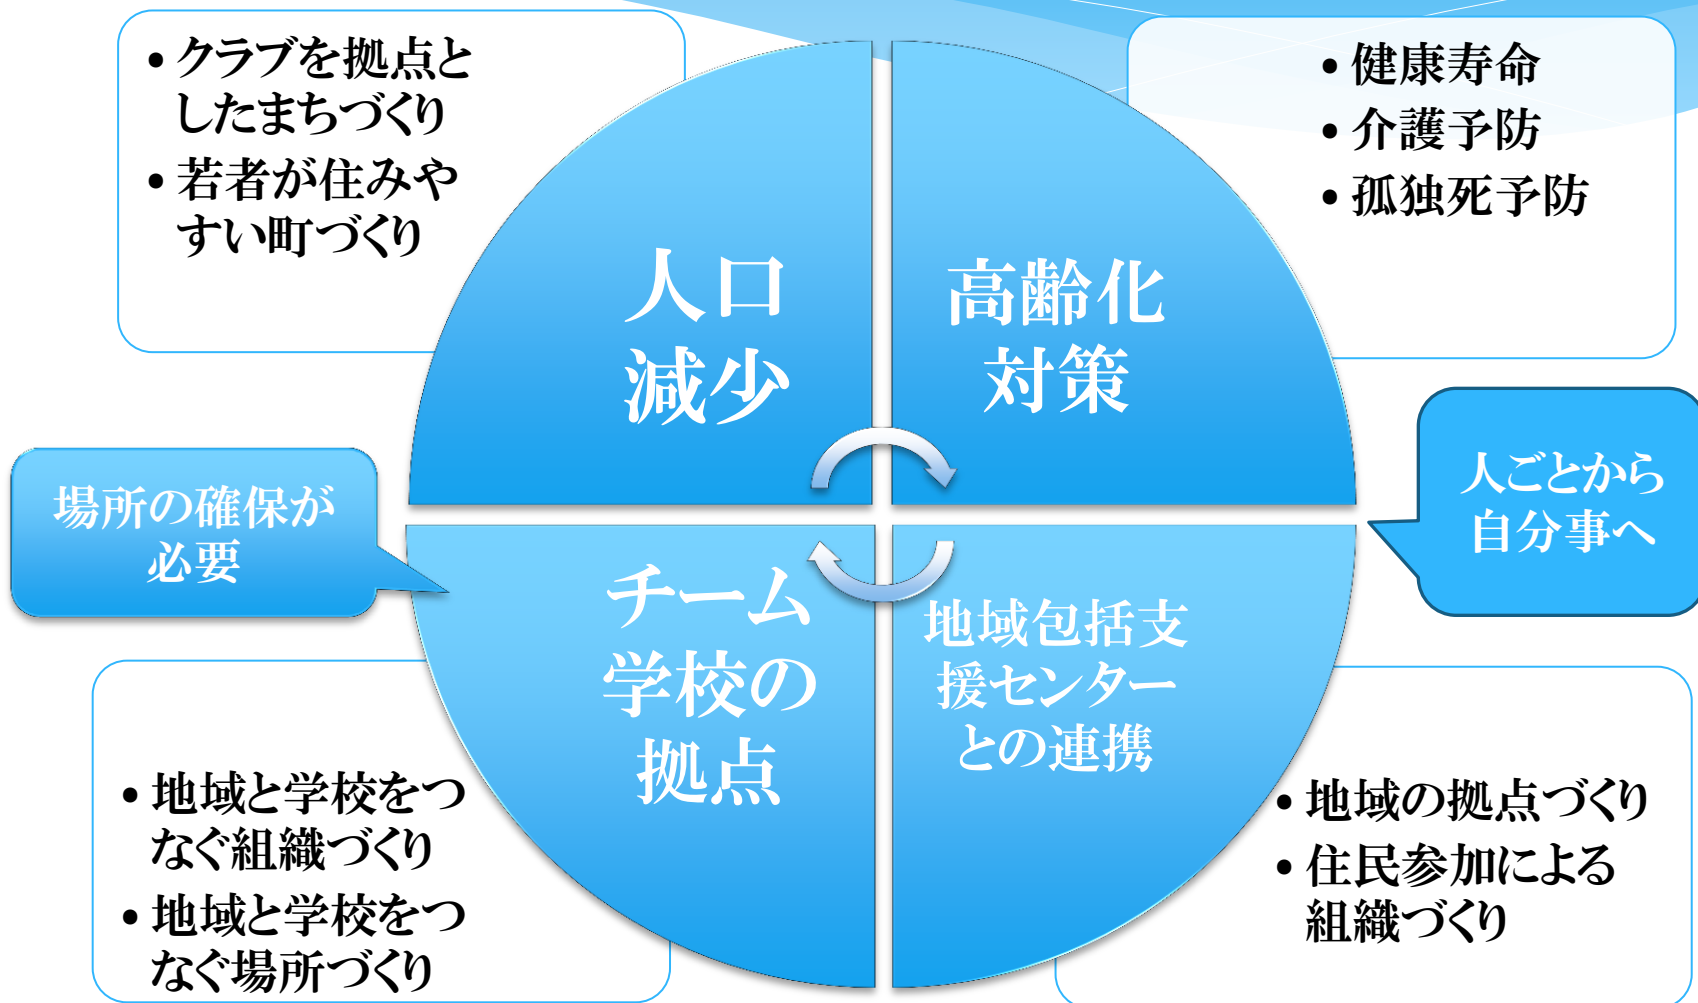 • クラブを拠点と
したまちづくり
• 若者が住みや
すい町づくり
人口
減少
• 健康寿命
• 介護予防
• 孤独死予防
高齢化
対策
場所の確保が
必要
人ごとから
自分事へ
チーム
学校の
拠点
• 地域と学校をつ
なぐ組織づくり
• 地域と学校をつ
なぐ場所づくり
地域包括支
援センター
との連携
• 地域の拠点づくり
• 住民参加による
組織づくり